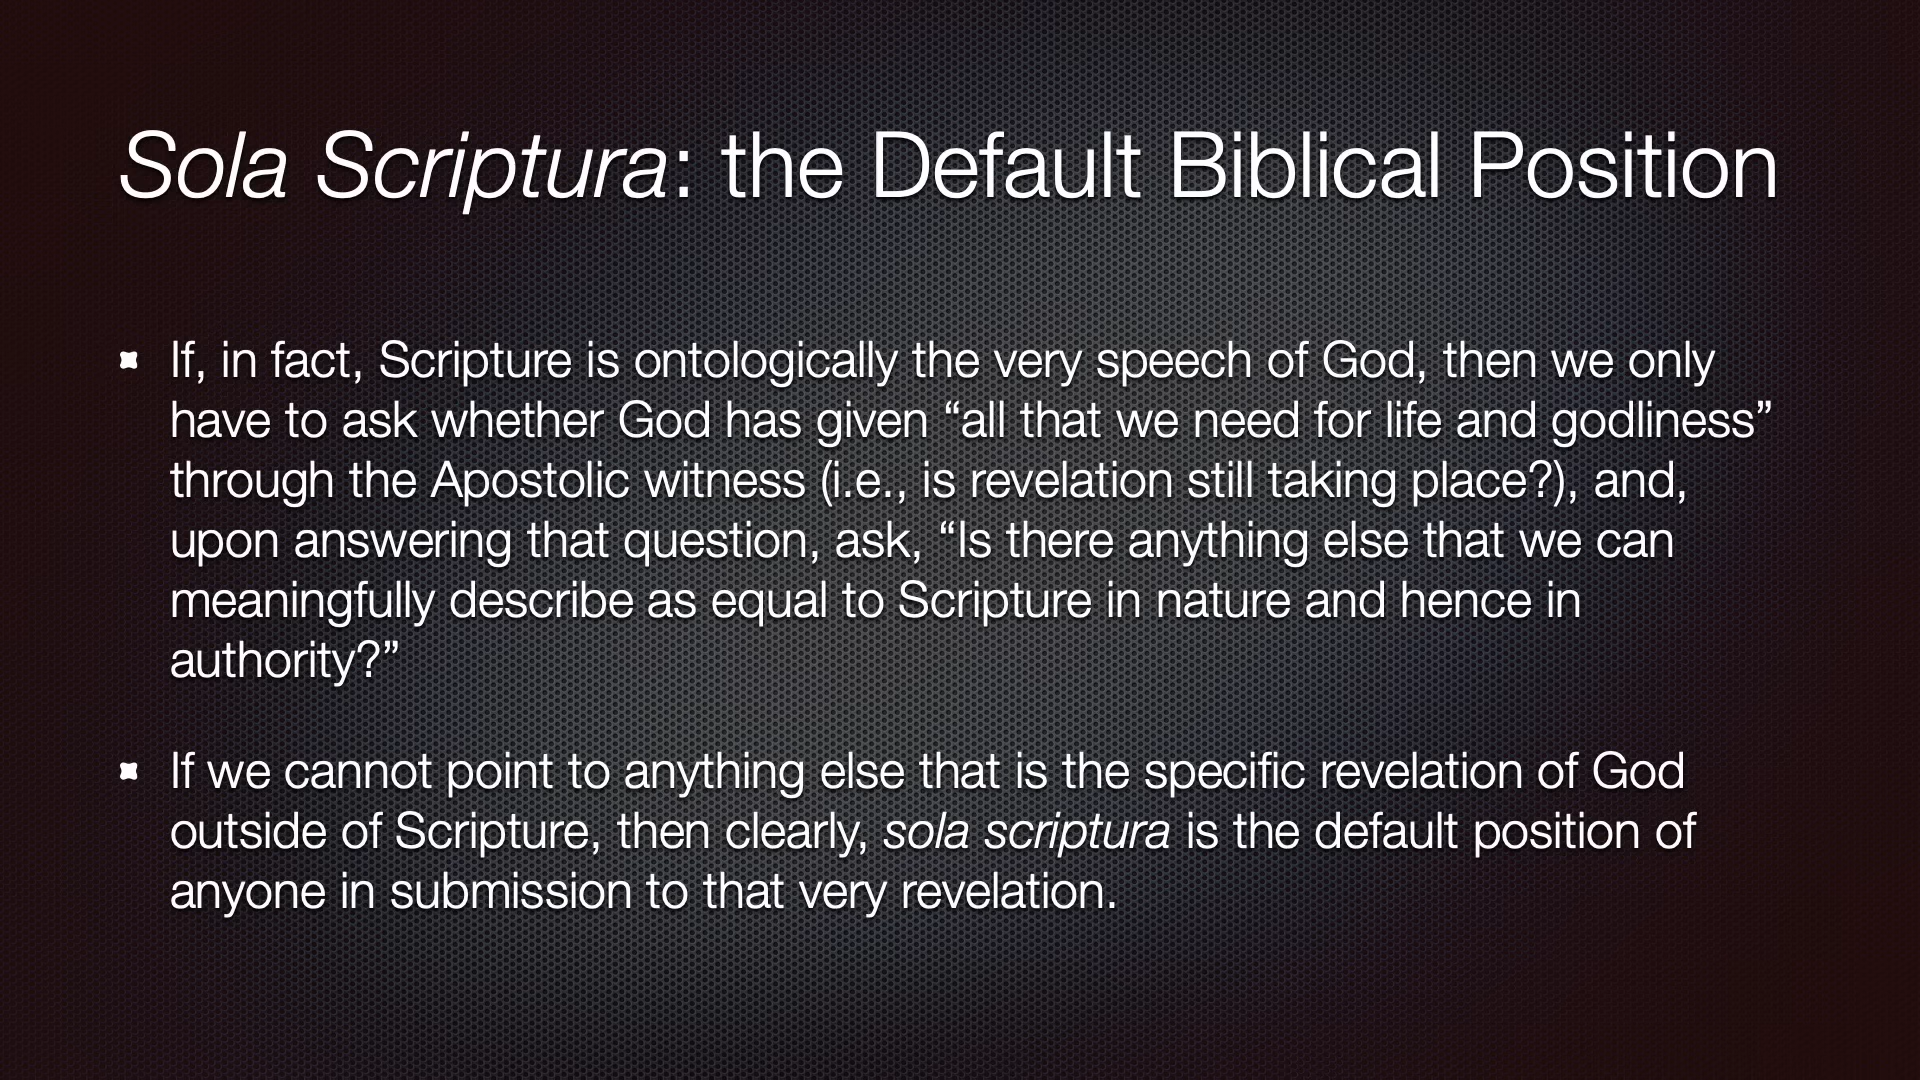 Sola Scriptura: the Default Biblical Position
If, in fact, Scripture is ontologically the very speech of God, then we only
have to ask whether God has given “all that we need for life and godliness”
through the Apostolic witness (i.e., is revelation still taking place?), and,
upon answering that question, ask, “Is there anything else that we can
meaningfully describe as equal to Scripture in nature and hence in
authority?”
If we cannot point to anything else that is the specific revelation of God
outside of Scripture, then clearly, sola scriptura is the default position of
anyone in submission to that very revelation.